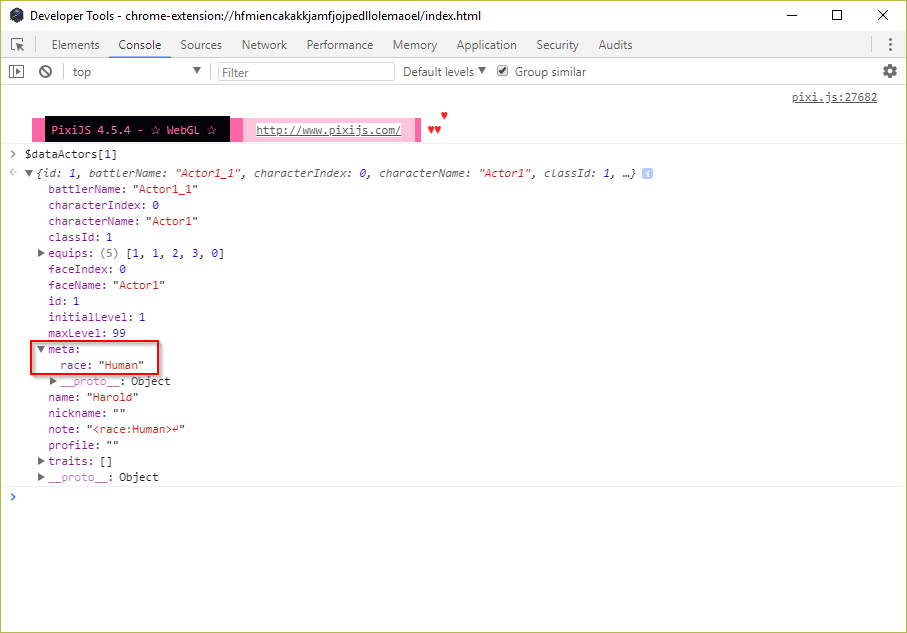 Developer Tools - chrome-extension://hfmiencakakkjamfjojpedllolemaoel/index.html
Elements Console Sources Network Performance Memory Application Security Audits
top ▼ Filter Default levels ▼ Group similar
pixi.js:27682
PixiJS 4.5.4 - ☆ WebGL ☆ http://www.pixijs.com/ ♥♥♥
> $dataActors[1]
▼{id: 1, battlerName: "Actor1_1", characterIndex: 0, characterName: "Actor1", classId: 1, …} i
battlerName: "Actor1_1"
characterIndex: 0
characterName: "Actor1"
classId: 1
▶equips: (5) [1, 1, 2, 3, 0]
faceIndex: 0
faceName: "Actor1"
id: 1
initialLevel: 1
maxLevel: 99
▼meta:
race: "Human"
▶__proto__: Object
name: "Harold"
nickname: ""
note: "<race:Human>↵"
profile: ""
▶traits: []
▶__proto__: Object
>